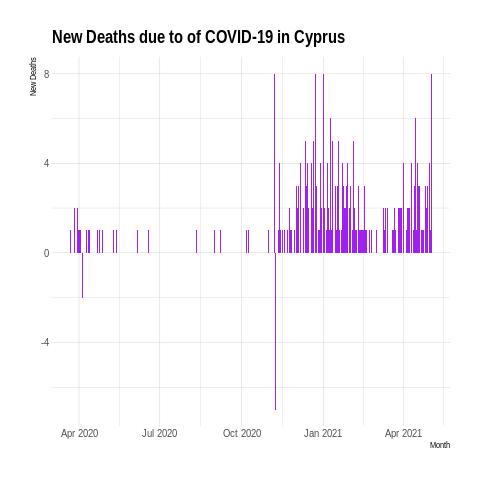 New Deaths due to of COVID-19 in Cyprus
New Deaths
8
4
0
-4
Apr 2020 Jul 2020 Oct 2020 Jan 2021 Apr 2021
Month